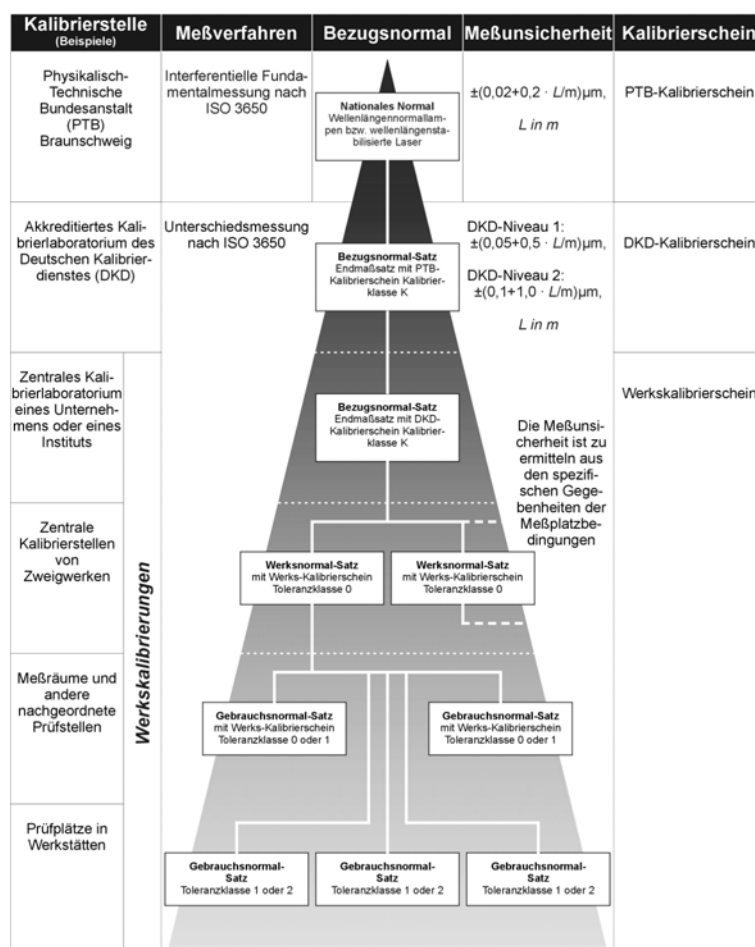 Kalibrierstelle
(Beispiele)
Meßverfahren
Bezugsnormal
Meßunsicherheit
Kalibrierschein
Physikalisch-
Technische
Bundesanstalt
(PTB)
Braunschweig
Interferentielle Funda-
mentalmessung nach
ISO 3650
Nationales Normal
Wellenlängennormallam-
pen bzw. wellenlängensta-
bilisierte Laser
±(0,02+0,2 · L/m)µm,
L in m
PTB-Kalibrierschein
Akkreditiertes Kali-
brierlaboratorium des
Deutschen Kalibrier-
dienstes (DKD)
Unterschiedsmessung
nach ISO 3650
Bezugsnormal-Satz
Endmaßsatz mit PTB-
Kalibrierschein Kalibrier-
klasse K
DKD-Niveau 1:
±(0,05+0,5 · L/m)µm,
DKD-Niveau 2:
±(0,1+1,0 · L/m)µm,
L in m
DKD-Kalibrierschein
Werkskalibrierungen
Zentrales Kali-
brierlaboratorium
eines Unterneh-
mens oder eines
Instituts
Bezugsnormal-Satz
Endmaßsatz mit DKD-
Kalibrierschein Kalibrier-
klasse K
Die Meßunsi-
cherheit ist zu
ermitteln aus
den spezifi-
schen Gege-
benheiten der
Meßplatzbe-
dingungen
Werkskalibrierschein
Zentrale
Kalibrierstellen
von
Zweigwerken
Werksnormal-Satz
mit Werks-Kalibrierschein
Toleranzklasse 0
Werksnormal-Satz
mit Werks-Kalibrierschein
Toleranzklasse 0
Meßräume und
andere
nachgeordnete
Prüfstellen
Gebrauchsnormal-Satz
mit Werks-Kalibrierschein
Toleranzklasse 0 oder 1
Gebrauchsnormal-Satz
mit Werks-Kalibrierschein
Toleranzklasse 0 oder 1
Prüfplätze in
Werkstätten
Gebrauchsnormal-
Satz
Toleranzklasse 1 oder 2
Gebrauchsnormal-
Satz
Toleranzklasse 1 oder 2
Gebrauchsnormal-
Satz
Toleranzklasse 1 oder 2